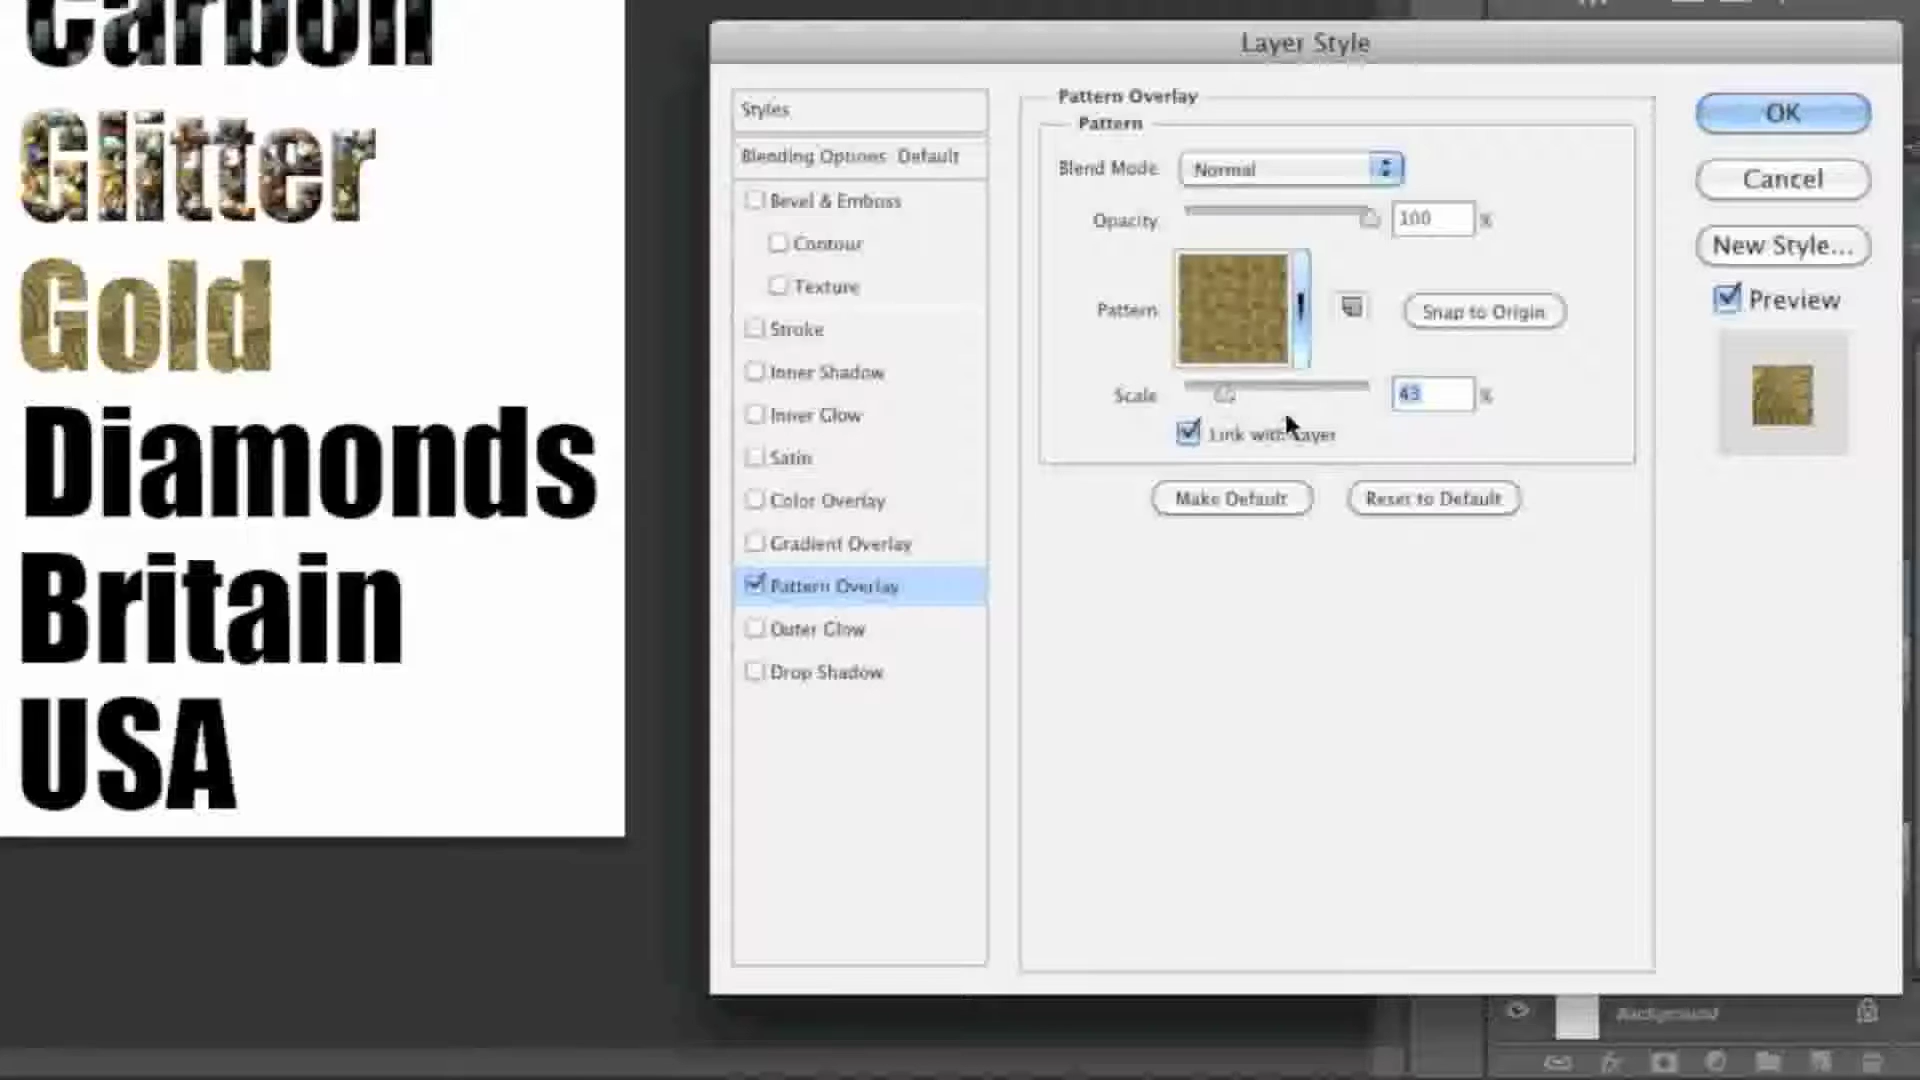 Carbon
Glitter
Gold
Diamonds
Britain
USA
Layer Style
Styles
Blending Options: Default
Bevel & Emboss
Contour
Texture
Stroke
Inner Shadow
Inner Glow
Satin
Color Overlay
Gradient Overlay
Pattern Overlay
Outer Glow
Drop Shadow
Pattern Overlay
Pattern
Blend Mode: Normal
Opacity: 100 %
Pattern: Snap to Origin
Scale: 43 %
Link with Layer
Make Default Reset to Default
OK
Cancel
New Style...
Preview
Background